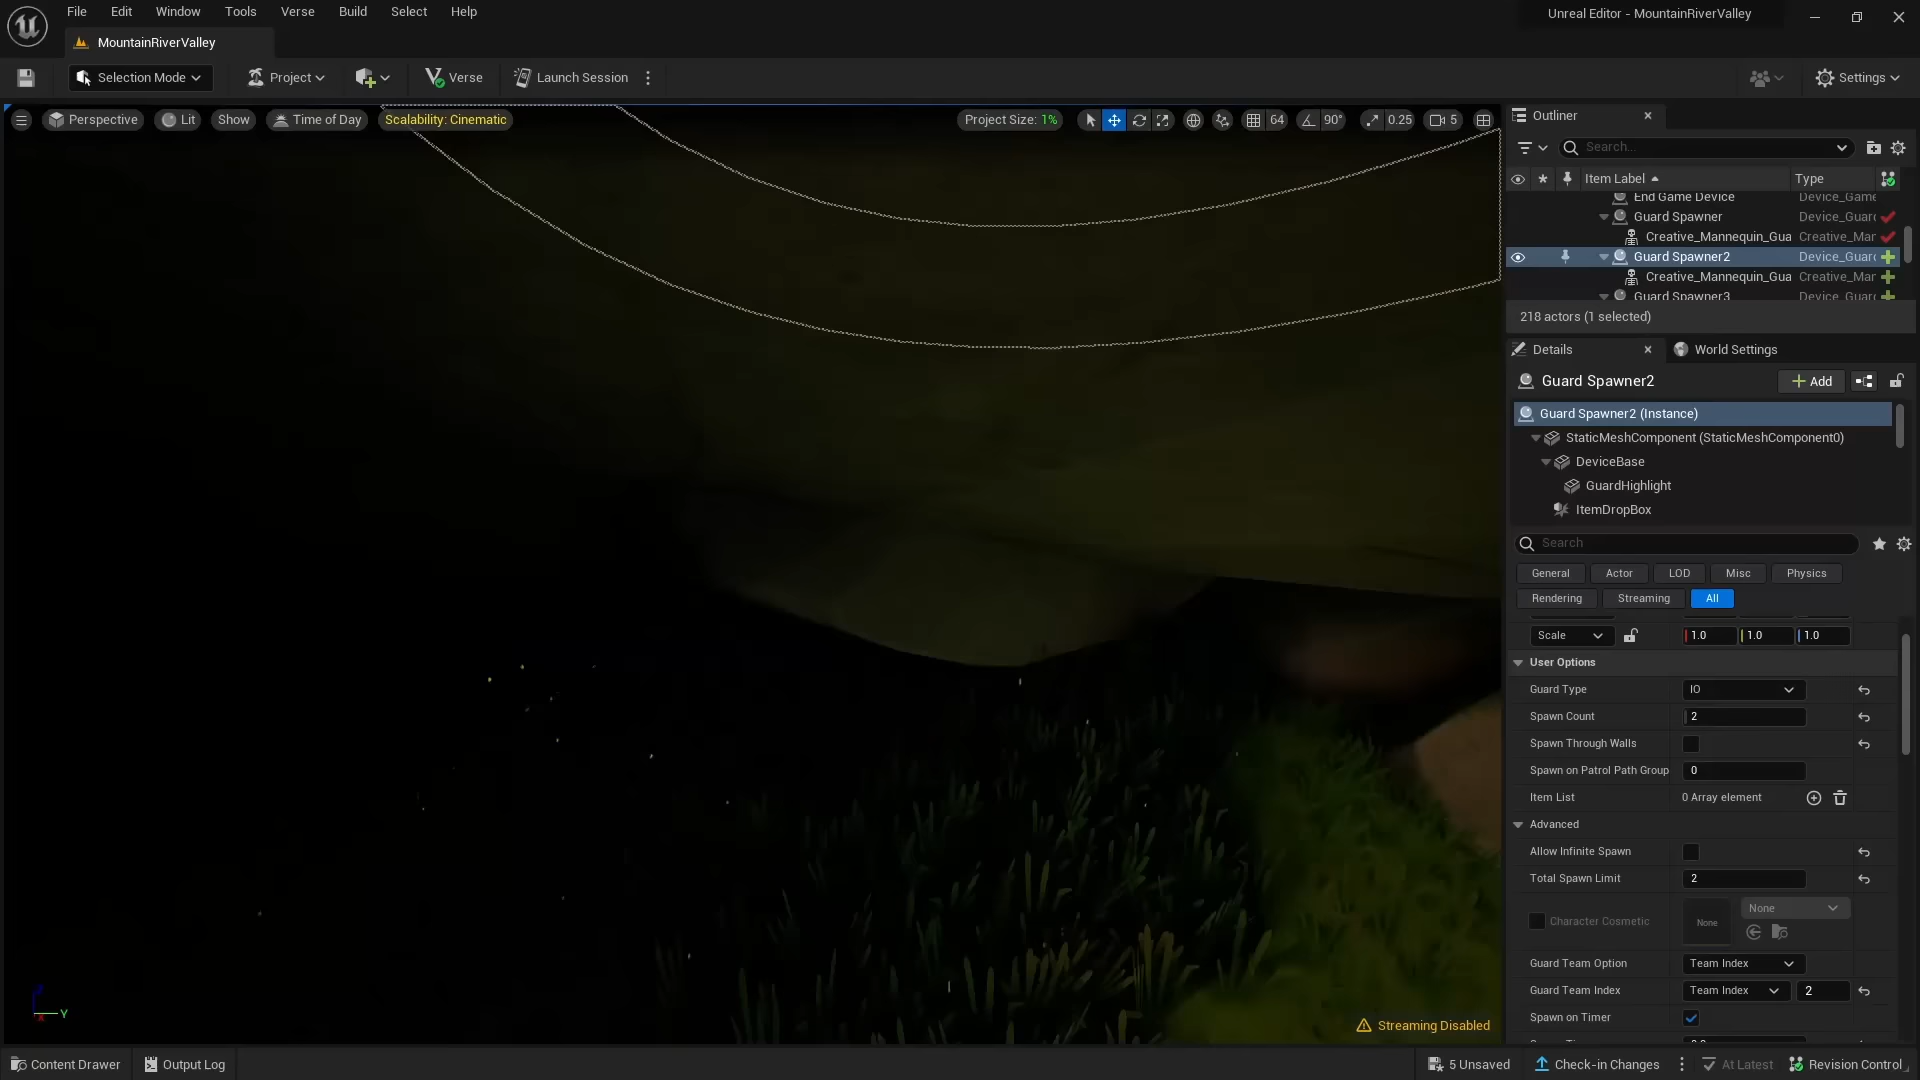 File Edit Window Tools Verse Build Select Help
Unreal Editor - MountainRiverValley
MountainRiverValley
Selection Mode
Project
Verse
Launch Session
Settings
Perspective
Lit
Show
Time of Day
Scalability: Cinematic
Project Size: 1%
64
90°
0.25
5
Outliner
Search...
Item Label
Type
End Game Device Device_Game
Guard Spawner Device_Guar
Creative_Mannequin_Gua Creative_Mar
Guard Spawner2 Device_Guar
Creative_Mannequin_Gua Creative_Mar
Guard Spawner3 Device_Guar
218 actors (1 selected)
Details
World Settings
Guard Spawner2
Add
Guard Spawner2 (Instance)
StaticMeshComponent (StaticMeshComponent0)
DeviceBase
GuardHighlight
ItemDropBox
Search
General Actor LOD Misc Physics
Rendering Streaming All
Scale 1.0 1.0 1.0
User Options
Guard Type IO
Spawn Count 2
Spawn Through Walls
Spawn on Patrol Path Group 0
Item List 0 Array element
Advanced
Allow Infinite Spawn
Total Spawn Limit 2
None
Character Cosmetic None
Guard Team Option Team Index
Guard Team Index Team Index 2
Spawn on Timer
Z
X
Y
Streaming Disabled
Content Drawer
Output Log
5 Unsaved
Check-in Changes
At Latest
Revision Control